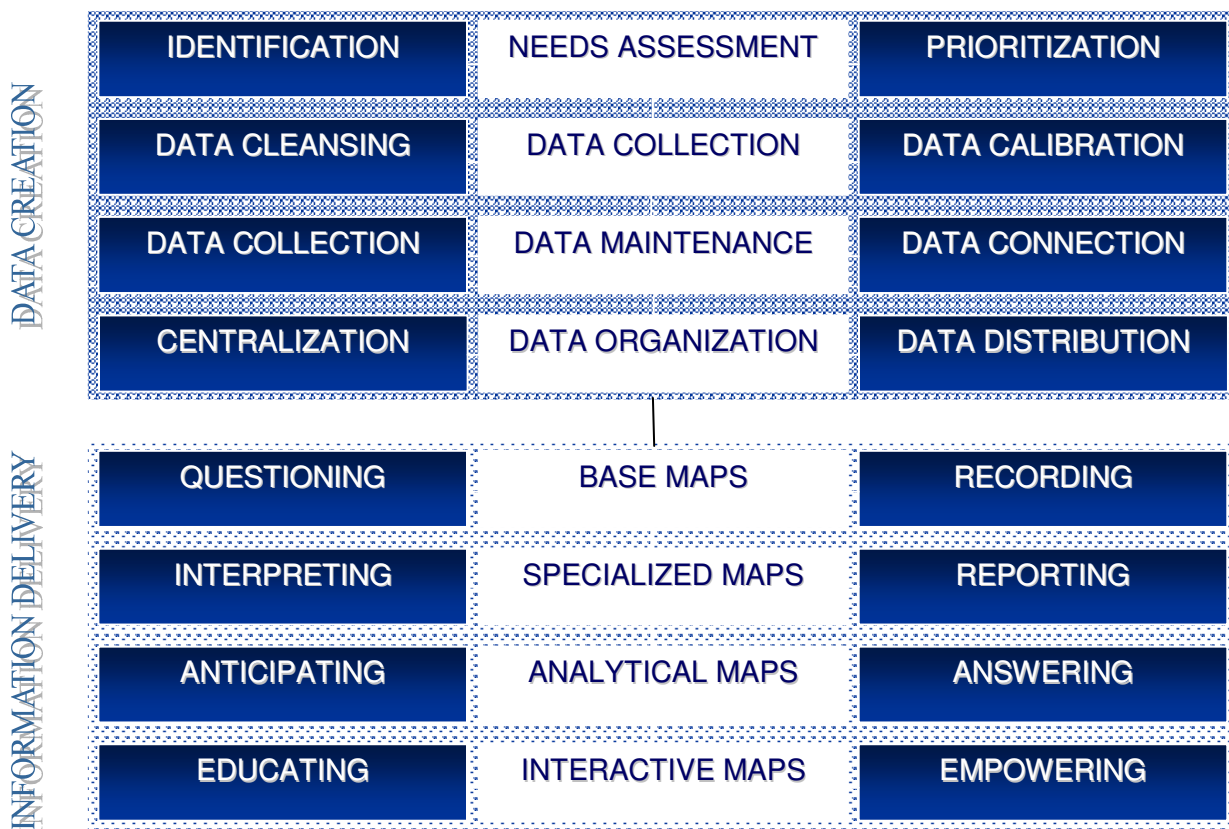 DATA CREATION
IDENTIFICATION NEEDS ASSESSMENT PRIORITIZATION
DATA CLEANSING DATA COLLECTION DATA CALIBRATION
DATA COLLECTION DATA MAINTENANCE DATA CONNECTION
CENTRALIZATION DATA ORGANIZATION DATA DISTRIBUTION
INFORMATION DELIVERY
QUESTIONING BASE MAPS RECORDING
INTERPRETING SPECIALIZED MAPS REPORTING
ANTICIPATING ANALYTICAL MAPS ANSWERING
EDUCATING INTERACTIVE MAPS EMPOWERING